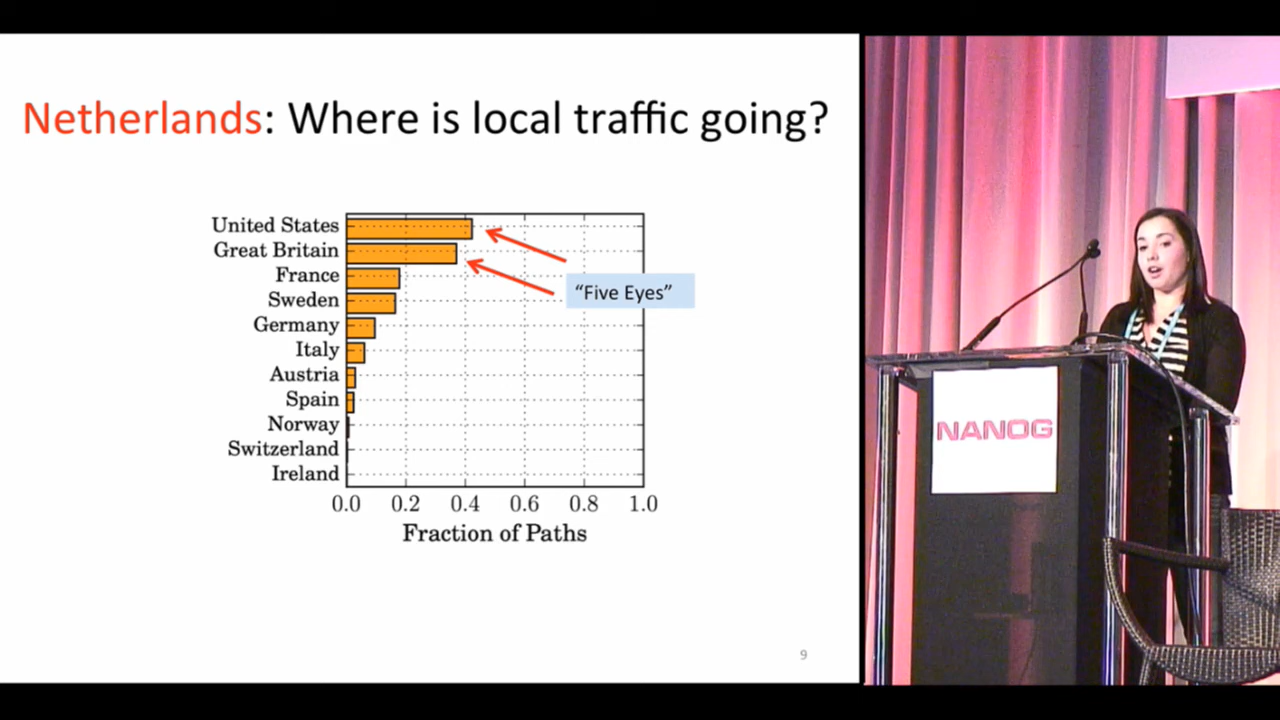 Netherlands: Where is local traffic going?
United States
Great Britain
France
Sweden
Germany
Italy
Austria
Spain
Norway
Switzerland
Ireland
"Five Eyes"
0.0 0.2 0.4 0.6 0.8 1.0
Fraction of Paths
9
NANOG